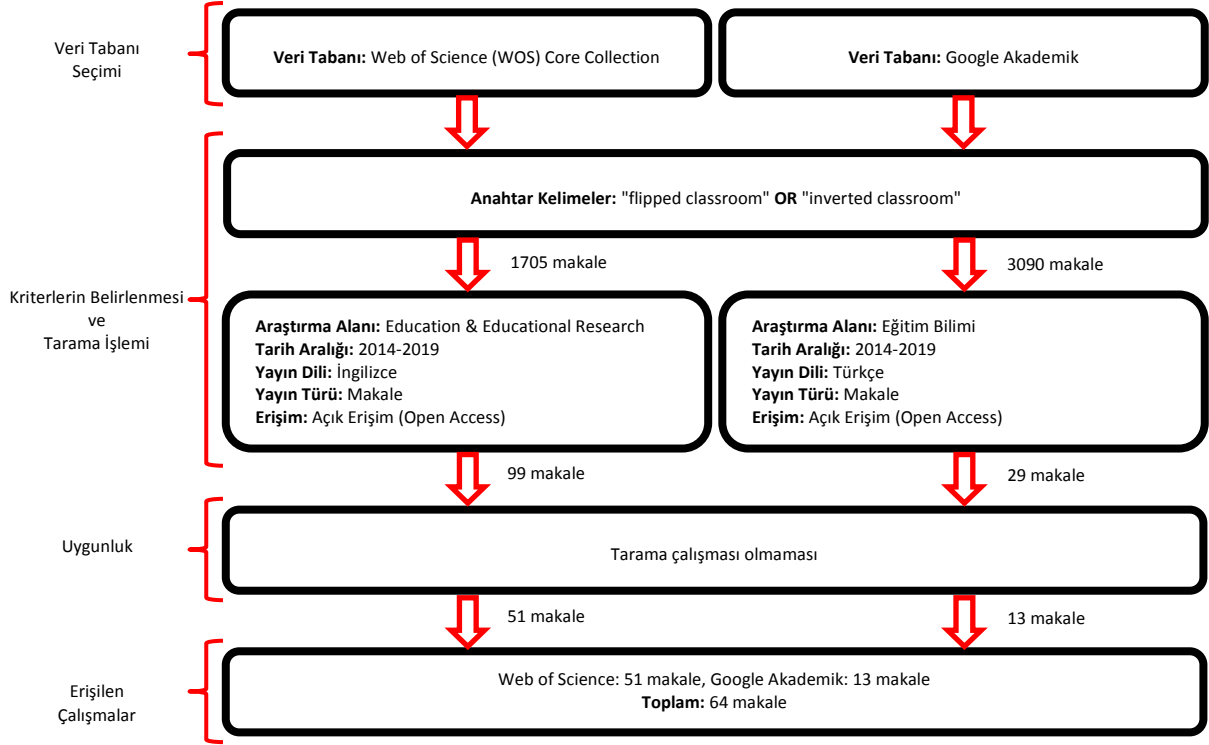 Veri Tabanı
Seçimi
Veri Tabanı: Web of Science (WOS) Core Collection
Veri Tabanı: Google Akademik
Kriterlerin Belirlenmesi
ve
Tarama İşlemi
Anahtar Kelimeler: "flipped classroom" OR "inverted classroom"
1705 makale
3090 makale
Araştırma Alanı: Education & Educational Research
Tarih Aralığı: 2014-2019
Yayın Dili: İngilizce
Yayın Türü: Makale
Erişim: Açık Erişim (Open Access)
Araştırma Alanı: Eğitim Bilimi
Tarih Aralığı: 2014-2019
Yayın Dili: Türkçe
Yayın Türü: Makale
Erişim: Açık Erişim (Open Access)
99 makale
29 makale
Uygunluk
Tarama çalışması olmaması
51 makale
13 makale
Erişilen
Çalışmalar
Web of Science: 51 makale, Google Akademik: 13 makale
Toplam: 64 makale